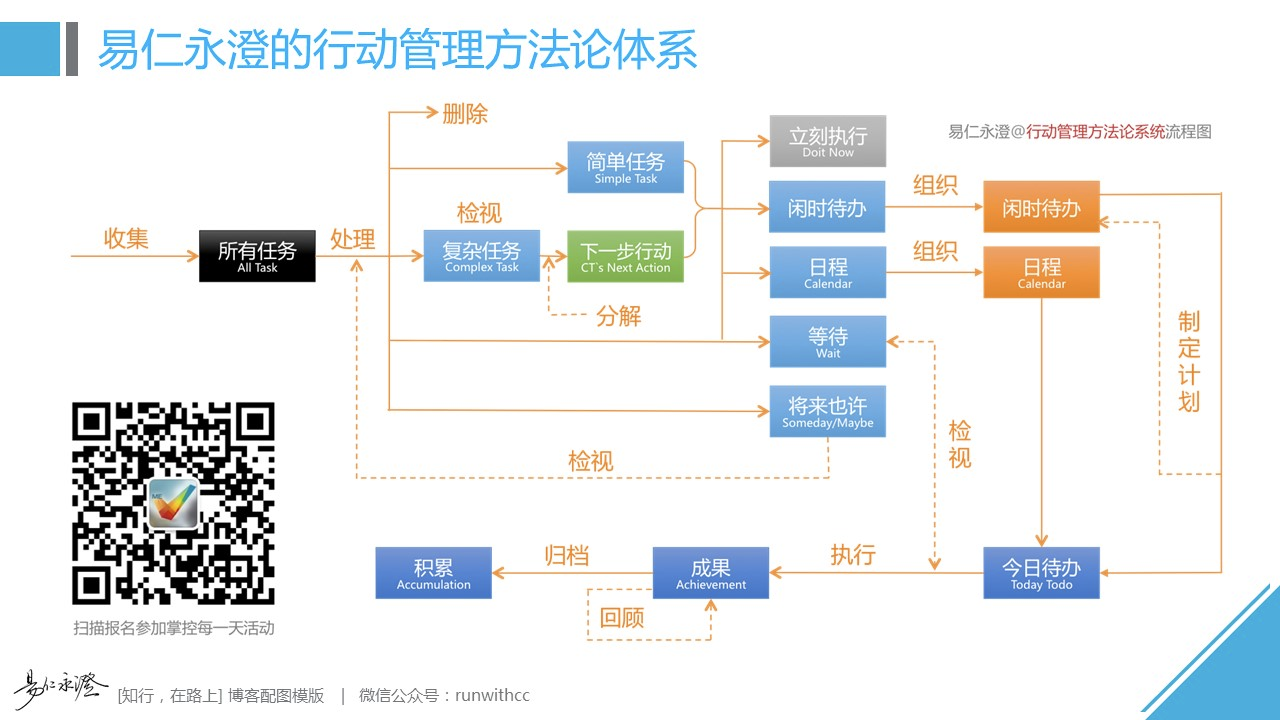 易仁永澄的行动管理方法论体系
易仁永澄@行动管理方法论系统流程图
收集
所有任务
All Task
处理
删除
简单任务
Simple Task
检视
复杂任务
Complex Task
下一步行动
CT`s Next Action
分解
立刻执行
Doit Now
闲时待办
组织
闲时待办
日程
Calendar
组织
日程
Calendar
等待
Wait
将来也许
Someday/Maybe
检视
检视
制定计划
积累
Accumulation
归档
成果
Achievement
执行
今日待办
Today Todo
回顾
ME
扫描报名参加掌控每一天活动
易仁永澄
[知行，在路上] 博客配图模版 | 微信公众号：runwithcc